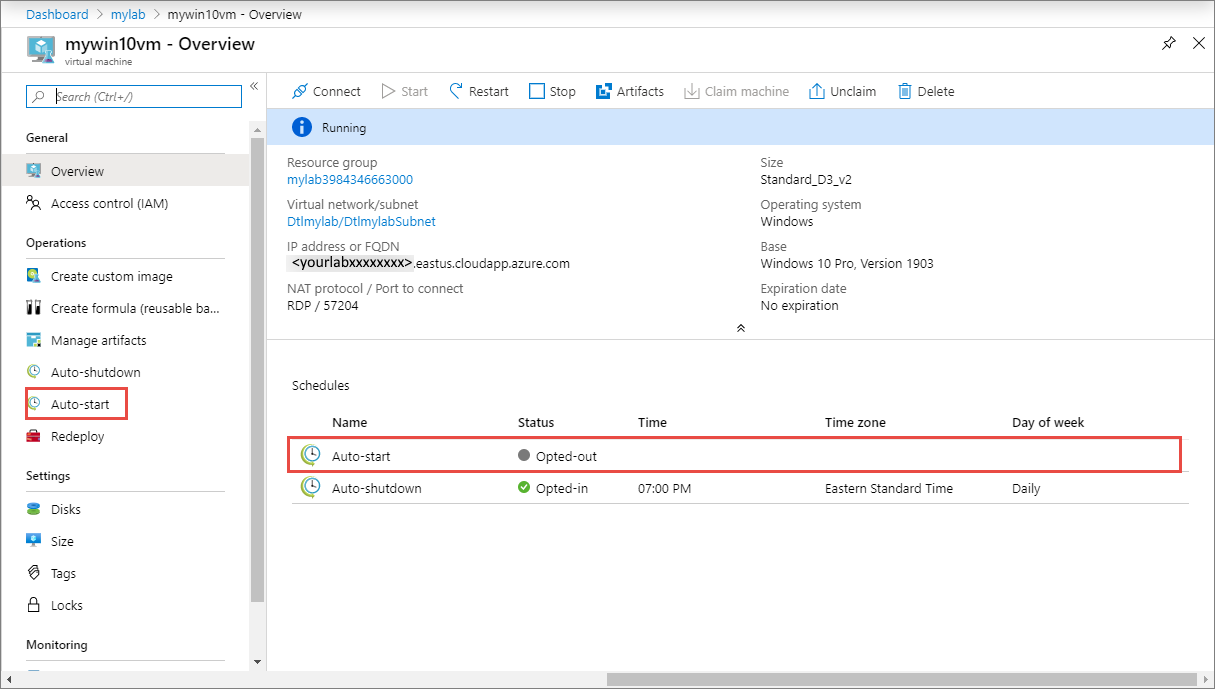 Dashboard > mylab > mywin10vm - Overview
mywin10vm - Overview
virtual machine
Search (Ctrl+/)
«
General
Overview
Access control (IAM)
Operations
Create custom image
Create formula (reusable ba...
Manage artifacts
Auto-shutdown
Auto-start
Redeploy
Settings
Disks
Size
Tags
Locks
Monitoring
Connect Start Restart Stop Artifacts Claim machine Unclaim Delete
Running
Resource group
mylab3984346663000
Virtual network/subnet
Dtlmylab/DtlmylabSubnet
IP address or FQDN
<yourlabxxxxxxxx>.eastus.cloudapp.azure.com
NAT protocol / Port to connect
RDP / 57204
Size
Standard_D3_v2
Operating system
Windows
Base
Windows 10 Pro, Version 1903
Expiration date
No expiration
Schedules
Name Status Time Time zone Day of week
Auto-start Opted-out
Auto-shutdown Opted-in 07:00 PM Eastern Standard Time Daily